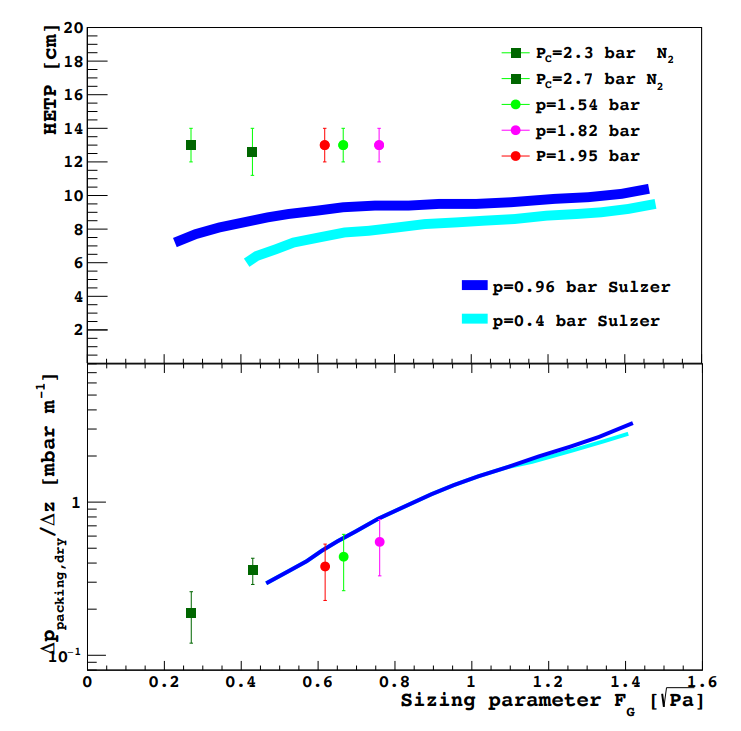 HETP [cm]
20
18
16
14
12
10
8
6
4
2
P_C=2.3 bar N_2
P_C=2.7 bar N_2
p=1.54 bar
p=1.82 bar
P=1.95 bar
p=0.96 bar Sulzer
p=0.4 bar Sulzer
Δp_packing,dry/Δz [mbar m⁻¹]
1
10⁻¹
0 0.2 0.4 0.6 0.8 1 1.2 1.4 1.6
Sizing parameter F_G [√Pa]